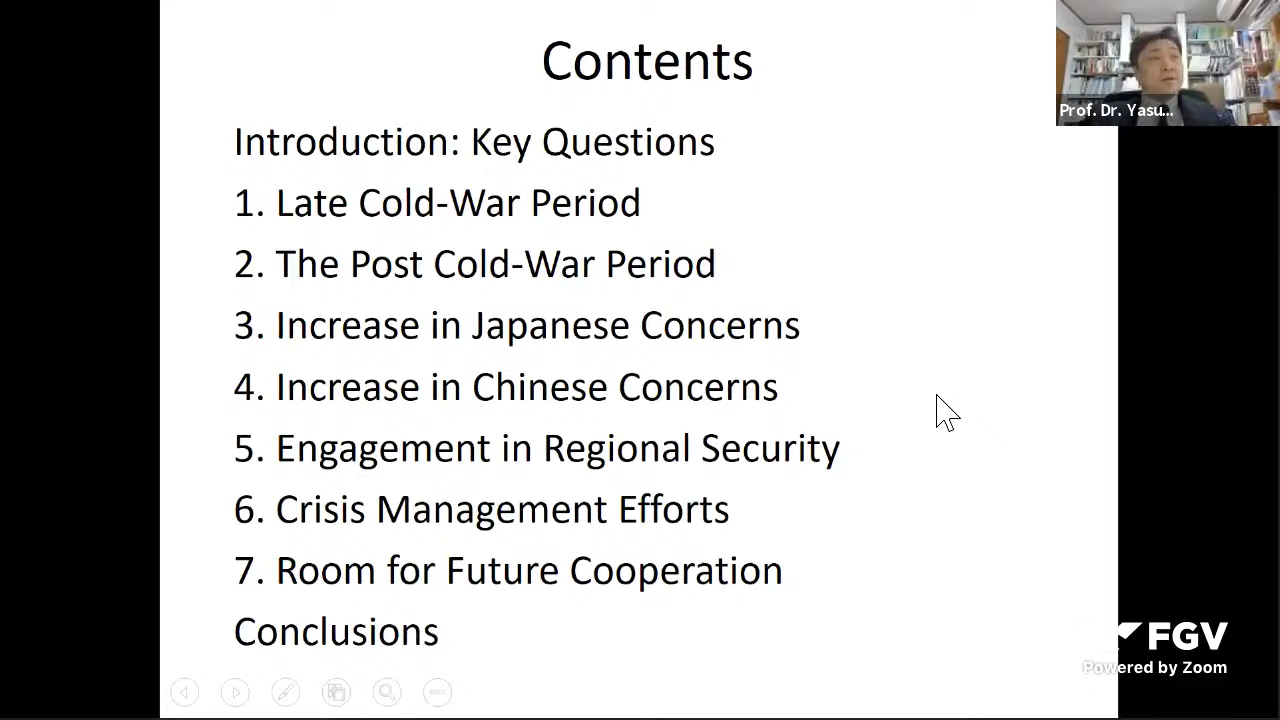 Contents
Prof. Dr. Yasu...
Introduction: Key Questions
1. Late Cold-War Period
2. The Post Cold-War Period
3. Increase in Japanese Concerns
4. Increase in Chinese Concerns
5. Engagement in Regional Security
6. Crisis Management Efforts
7. Room for Future Cooperation
Conclusions
FGV
Powered by Zoom